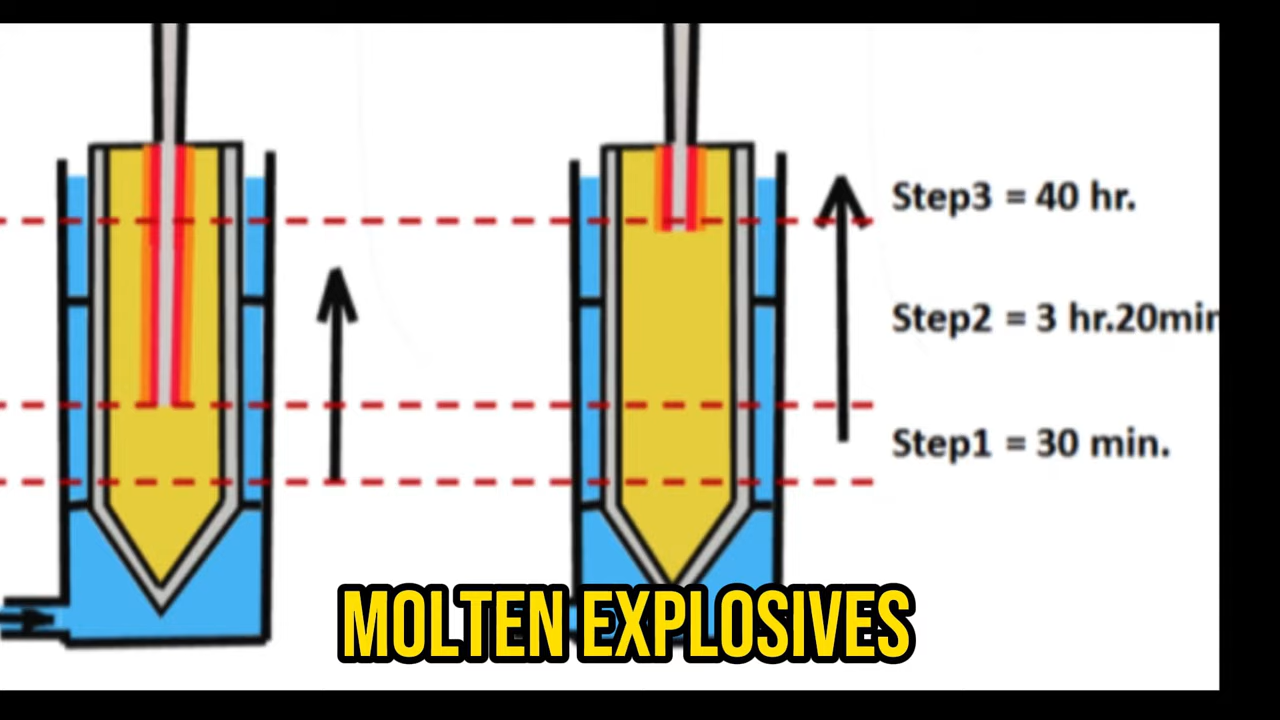 Step3 = 40 hr.
Step2 = 3 hr.20min
Step1 = 30 min.
MOLTEN EXPLOSIVES